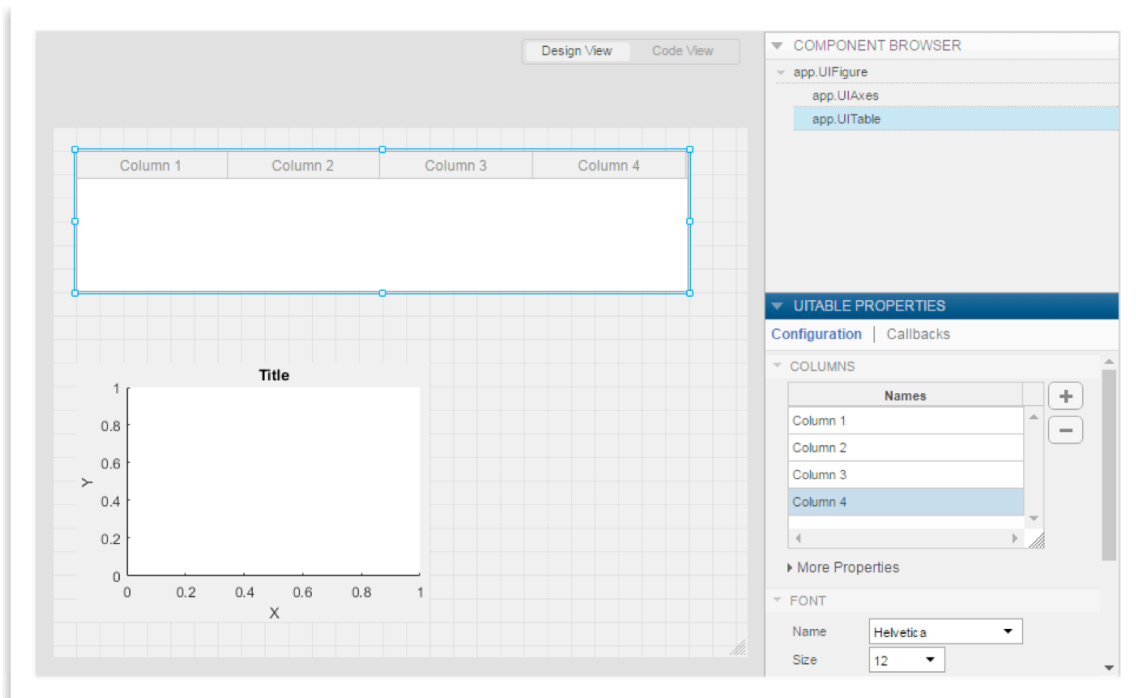 Design View Code View
Column 1 Column 2 Column 3 Column 4
Title
1
0.8
0.6
Y
0.4
0.2
0
0 0.2 0.4 0.6 0.8 1
X
COMPONENT BROWSER
app.UIFigure
app.UIAxes
app.UITable
UITABLE PROPERTIES
Configuration | Callbacks
COLUMNS
Names
Column 1
Column 2
Column 3
Column 4
More Properties
FONT
Name Helvetica
Size 12